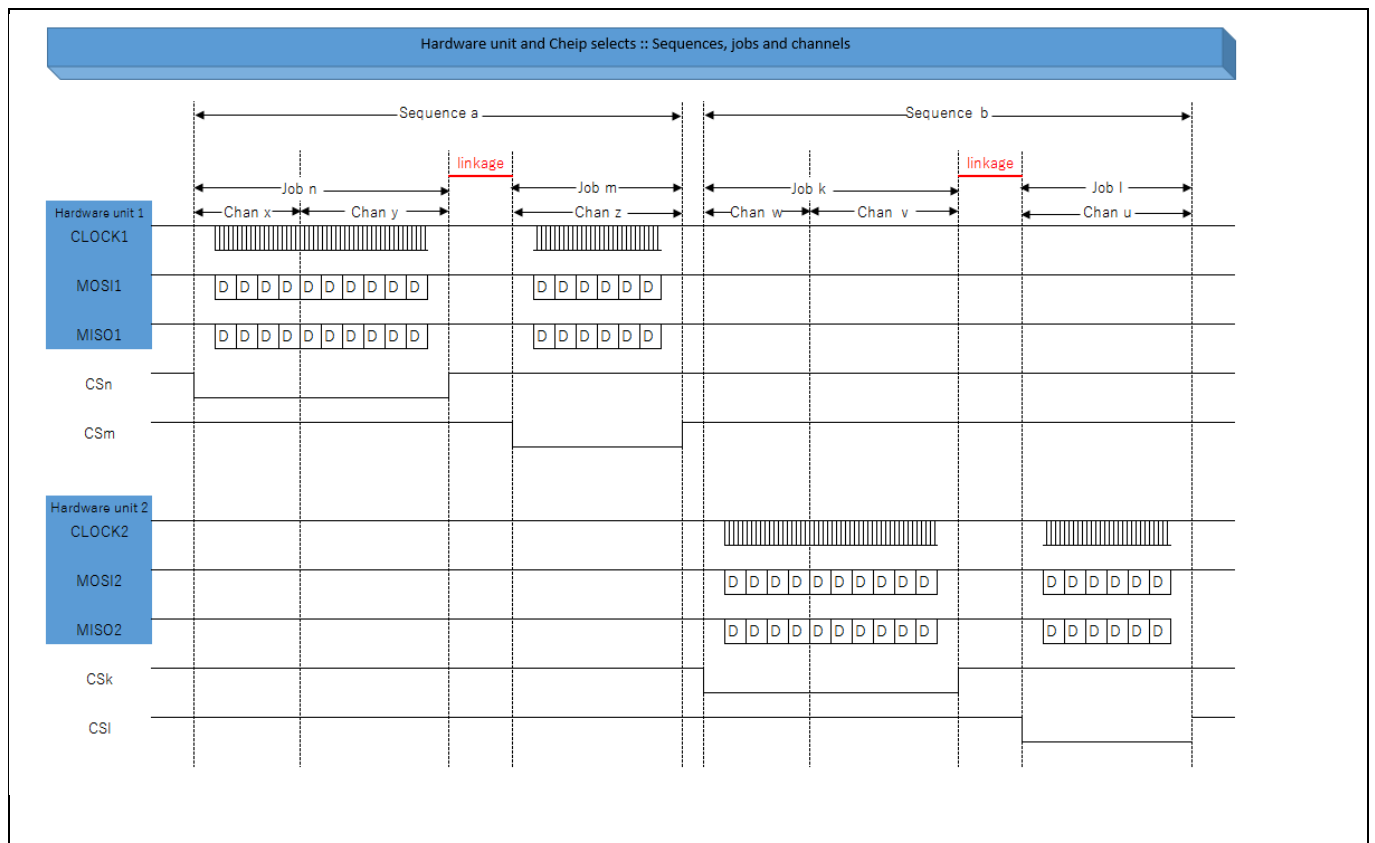 Hardware unit and Cheip selects :: Sequences, jobs and channels
Sequence a Sequence b
linkage linkage
Job n Job m Job k Job l
Hardware unit 1 Chan x Chan y Chan z Chan w Chan v Chan u
CLOCK1
MOSI1 D D D D D D D D D D D D D D D D
MISO1 D D D D D D D D D D D D D D D D
CSn
CSm
Hardware unit 2
CLOCK2
MOSI2 D D D D D D D D D D D D D D D D
MISO2 D D D D D D D D D D D D D D D D
CSk
CSl